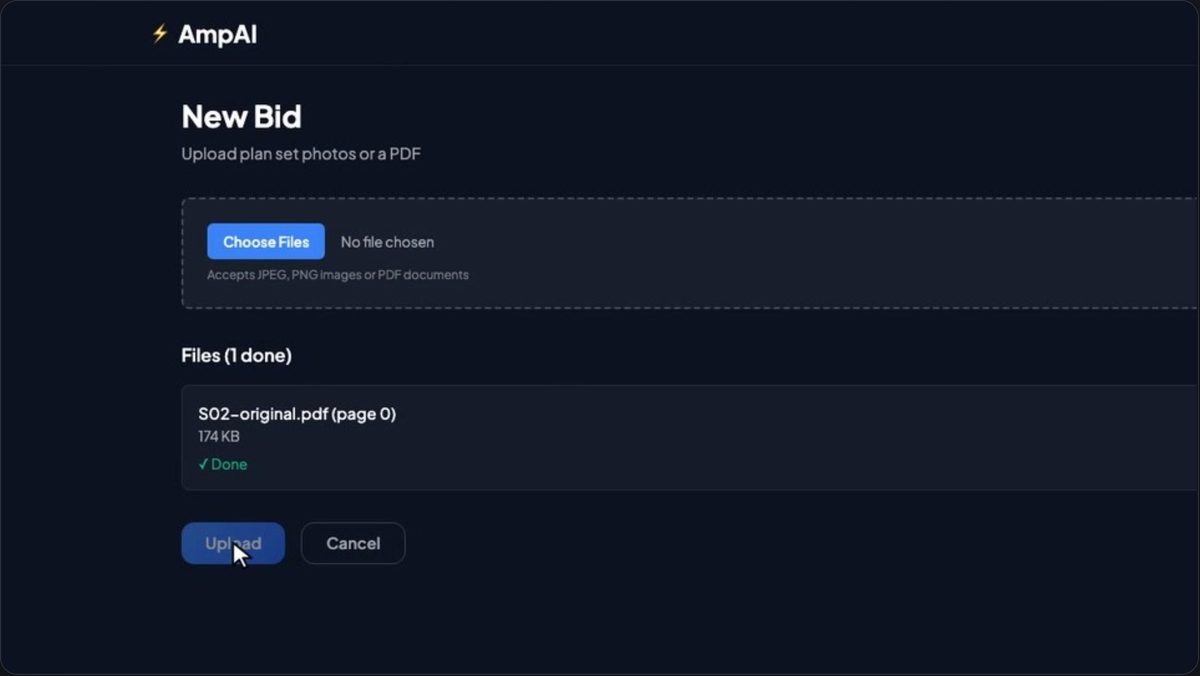 ⚡ AmpAI
New Bid
Upload plan set photos or a PDF
Choose Files No file chosen
Accepts JPEG, PNG images or PDF documents
Files (1 done)
S02-original.pdf (page 0)
174 KB
✓ Done
Upload Cancel